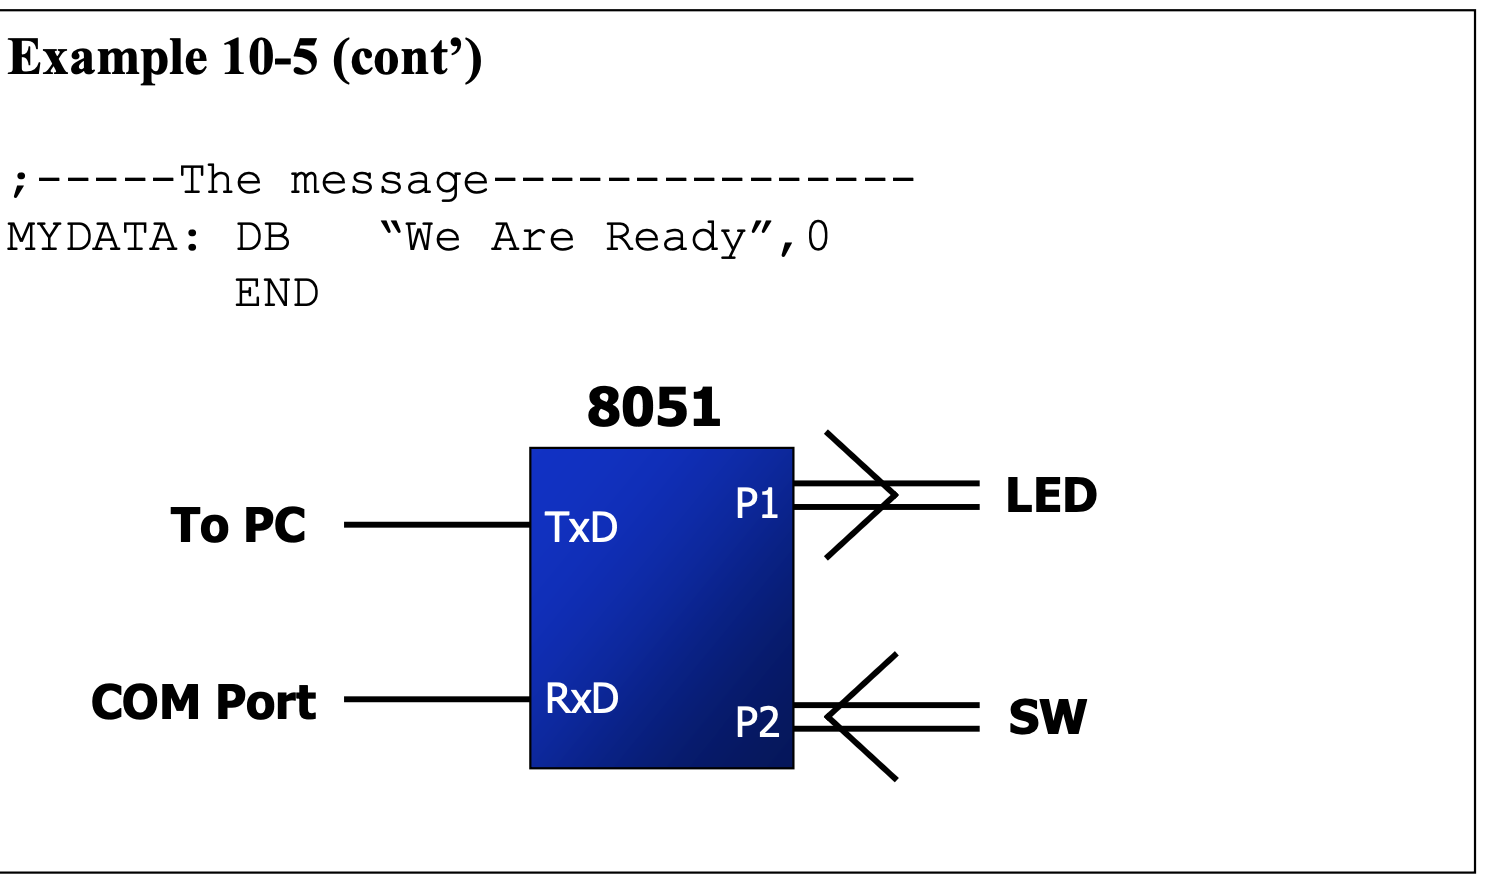 Example 10-5 (cont’)
;-----The message---------------
MYDATA: DB “We Are Ready”,0
END
8051
To PC
TxD
P1
LED
COM Port
RxD
P2
SW